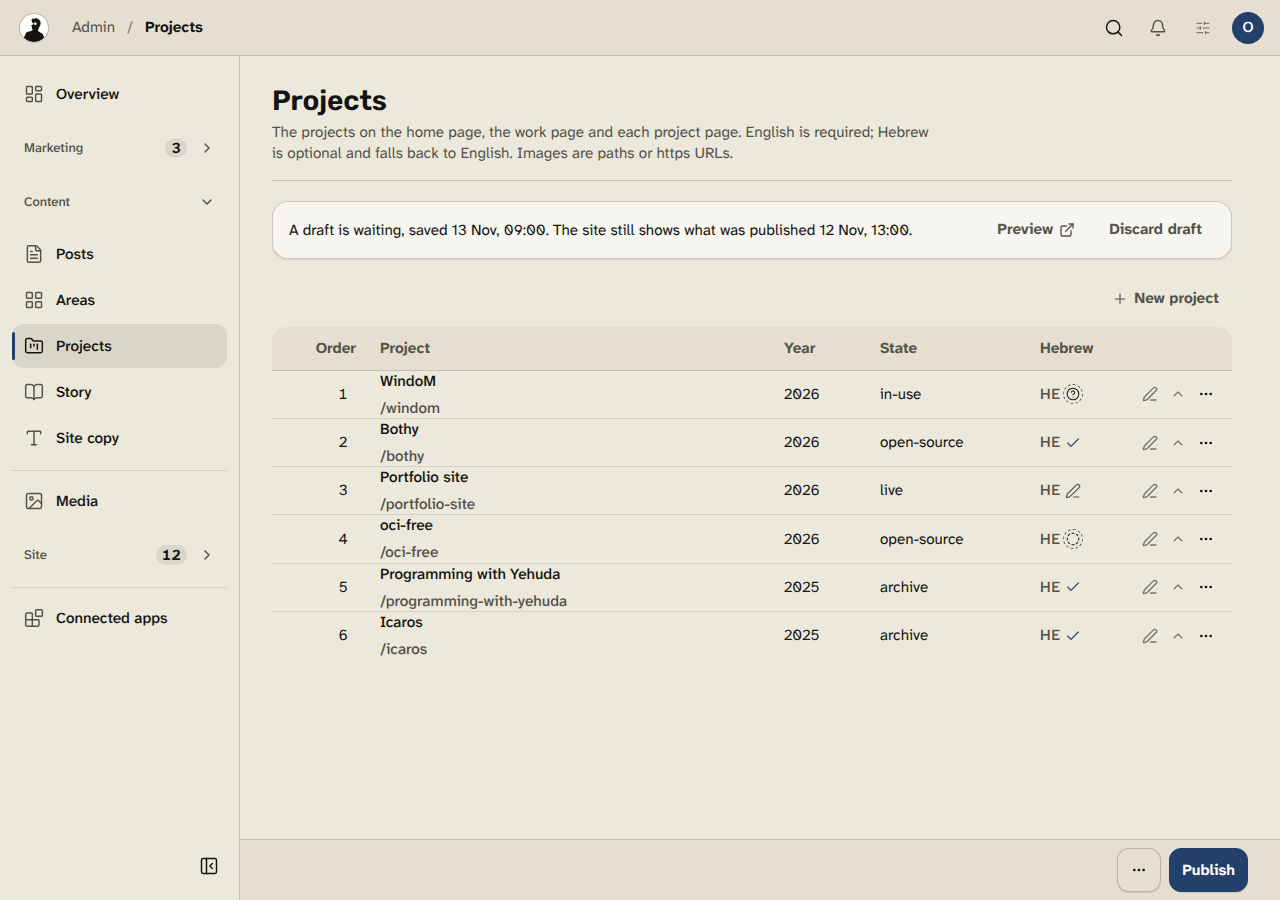 Admin / Projects
O
Overview
Marketing 3
Content
Posts
Areas
Projects
Story
Site copy
Media
Site 12
Connected apps
Projects
The projects on the home page, the work page and each project page. English is required; Hebrew
is optional and falls back to English. Images are paths or https URLs.
A draft is waiting, saved 13 Nov, 09:00. The site still shows what was published 12 Nov, 13:00.
Preview
Discard draft
New project
Order Project Year State Hebrew
1 WindoM 2026 in-use HE
/windom
2 Bothy 2026 open-source HE
/bothy
3 Portfolio site 2026 live HE
/portfolio-site
4 oci-free 2026 open-source HE
/oci-free
5 Programming with Yehuda 2025 archive HE
/programming-with-yehuda
6 Icaros 2025 archive HE
/icaros
Publish